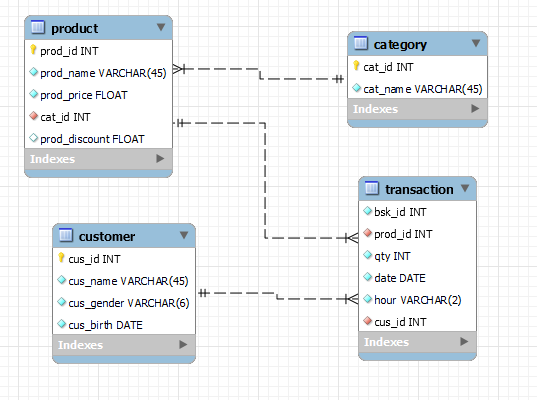 product
prod_id INT
prod_name VARCHAR(45)
prod_price FLOAT
cat_id INT
prod_discount FLOAT
Indexes
category
cat_id INT
cat_name VARCHAR(45)
Indexes
customer
cus_id INT
cus_name VARCHAR(45)
cus_gender VARCHAR(6)
cus_birth DATE
Indexes
transaction
bsk_id INT
prod_id INT
qty INT
date DATE
hour VARCHAR(2)
cus_id INT
Indexes